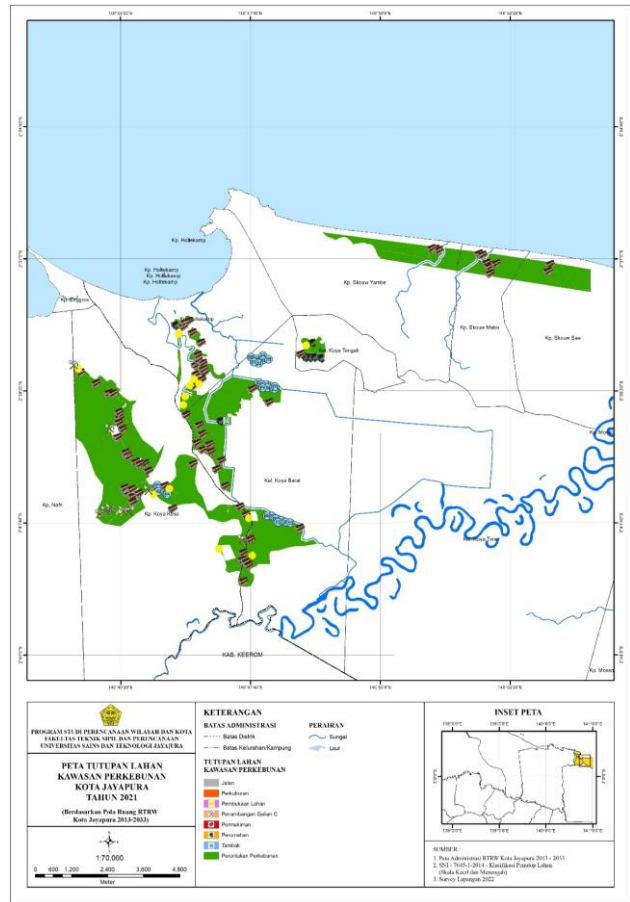 Kp. Holtekamp
Kp. Holtekamp
Kp. Holtekamp
Kp. Holtekamp
Kp. Skouw Yambe
Kp. Skouw Mabo
Kp. Skouw Sae
Kel. Koya Tengah
Kel. Koya Barat
Kp. Nafri
Kp. Koya Koso
Kel. Koya Timur
KAB. KEEROM
PROGRAM STUDI PERENCANAAN WILAYAH DAN KOTA
FAKULTAS TEKNIK SIPIL DAN PERENCANAAN
UNIVERSITAS SAINS DAN TEKNOLOGI JAYAPURA
PETA TUTUPAN LAHAN
KAWASAN PERKEBUNAN
KOTA JAYAPURA
TAHUN 2021
(Berdasarkan Pola Ruang RTRW
Kota Jayapura 2013-2033)
1:70,000
0 600 1,200 2,400 3,600 4,800
Meter
KETERANGAN
BATAS ADMINISTRASI
Batas Distrik
Batas Kelurahan/Kampung
PERAIRAN
Sungai
Laut
TUTUPAN LAHAN
KAWASAN PERKEBUNAN
Jalan
Perkuburan
Pembukaan Lahan
Penambangan Galian C
Permukiman
Perumahan
Tambak
Peruntukan Perkebunan
INSET PETA
SUMBER :
1. Peta Administrasi RTRW Kota Jayapura 2013 - 2033
2. SNI - 7645-1-2014 - Klasifikasi Penutup Lahan
(Skala Kecil dan Menengah)
3. Survey Lapangan 2022